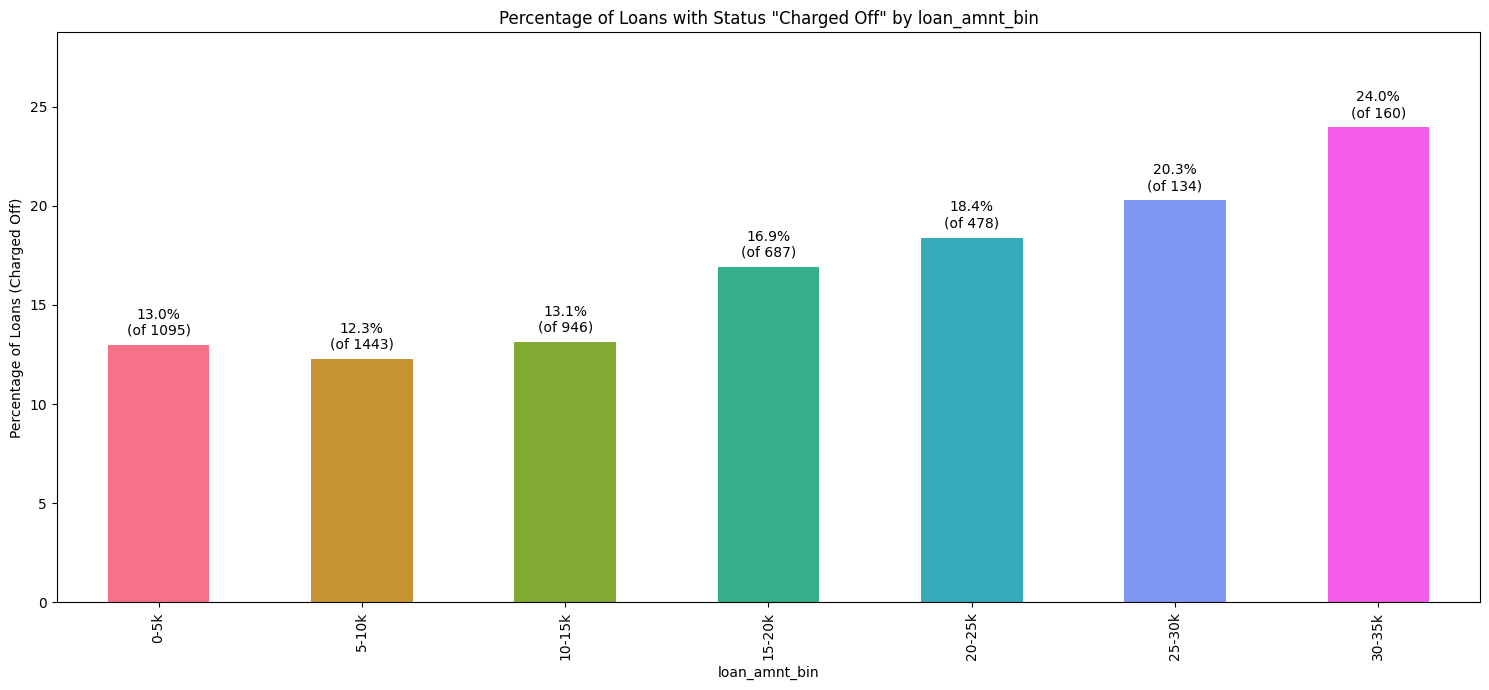 Percentage of Loans with Status "Charged Off" by loan_amnt_bin
Percentage of Loans (Charged Off)
25
20
15
10
5
0
13.0%
(of 1095)
12.3%
(of 1443)
13.1%
(of 946)
16.9%
(of 687)
18.4%
(of 478)
20.3%
(of 134)
24.0%
(of 160)
0-5k
5-10k
10-15k
15-20k
20-25k
25-30k
30-35k
loan_amnt_bin